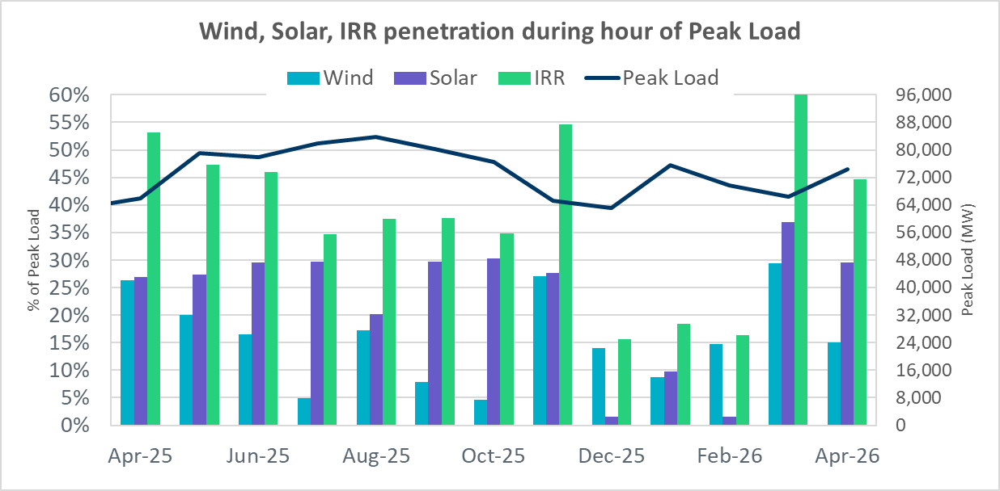 Wind, Solar, IRR penetration during hour of Peak Load
Wind Solar IRR Peak Load
60% 96,000
55% 88,000
50% 80,000
45% 72,000
40% 64,000
35% 56,000
30% 48,000
25% 40,000
20% 32,000
15% 24,000
10% 16,000
5% 8,000
0% 0
% of Peak Load
Peak Load (MW)
Apr-25 Jun-25 Aug-25 Oct-25 Dec-25 Feb-26 Apr-26